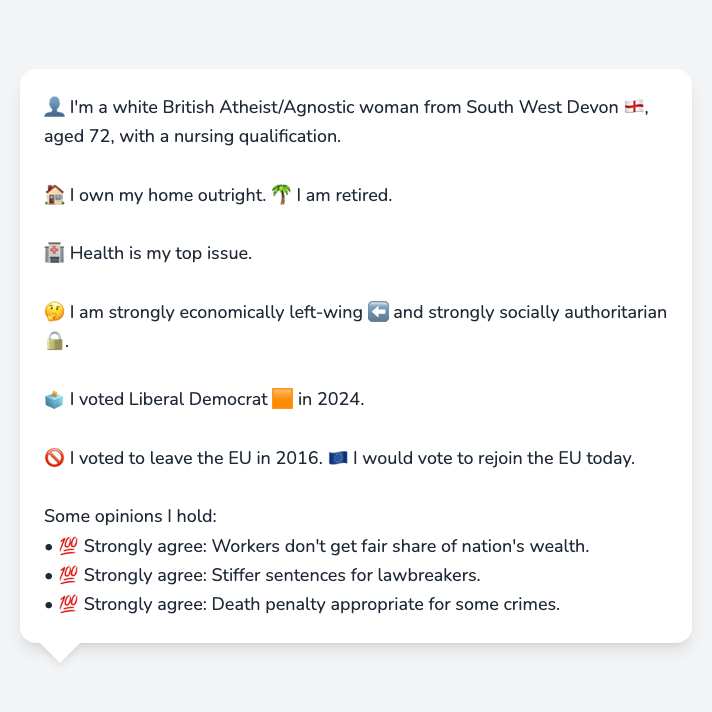 👤 I'm a white British Atheist/Agnostic woman from South West Devon 🏴󠁧󠁢󠁥󠁮󠁧󠁿,
aged 72, with a nursing qualification.
🏠 I own my home outright. 🌴 I am retired.
🏥 Health is my top issue.
🤔 I am strongly economically left-wing ⬅️ and strongly socially authoritarian
🔒.
🗳️ I voted Liberal Democrat 🟧 in 2024.
🚫 I voted to leave the EU in 2016. 🇪🇺 I would vote to rejoin the EU today.
Some opinions I hold:
• 💯 Strongly agree: Workers don't get fair share of nation's wealth.
• 💯 Strongly agree: Stiffer sentences for lawbreakers.
• 💯 Strongly agree: Death penalty appropriate for some crimes.